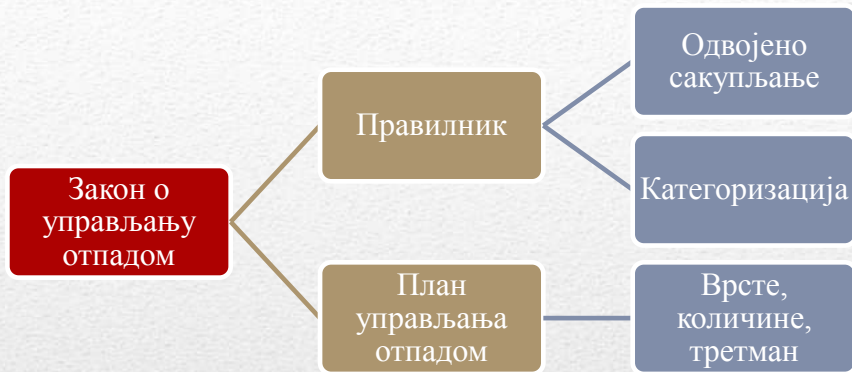 Закон о
управљању
отпадом
Правилник
План
управљања
отпадом
Одвојено
сакупљање
Категоризација
Врсте,
количине,
третман